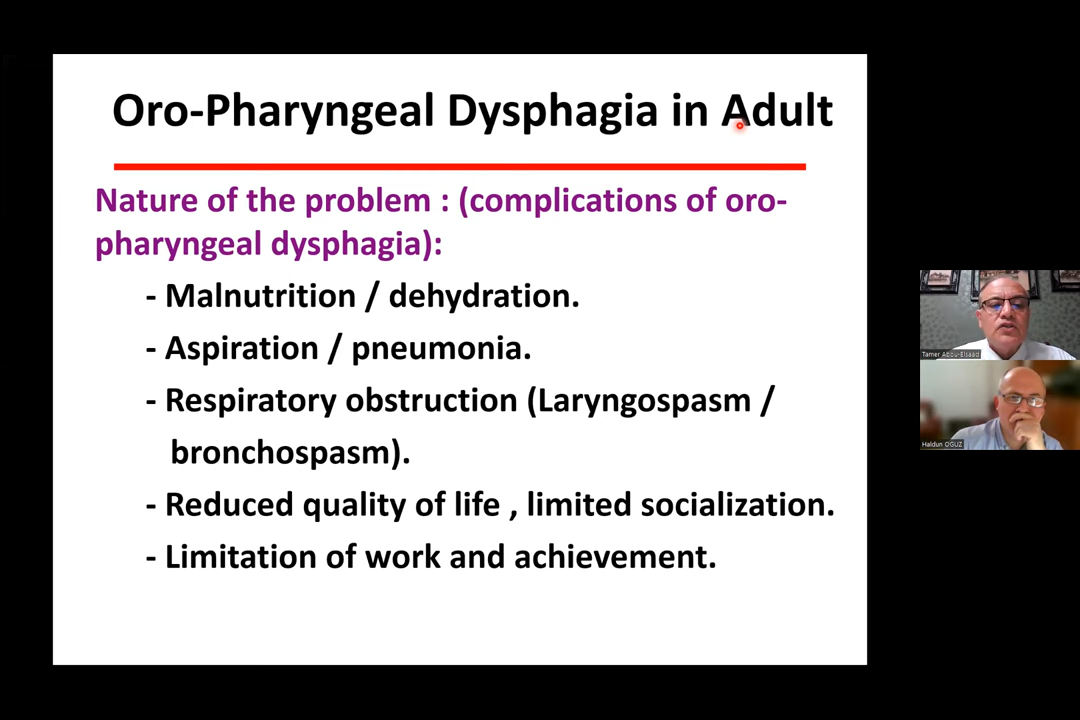 Oro-Pharyngeal Dysphagia in Adult
Nature of the problem : (complications of oro-
pharyngeal dysphagia):
- Malnutrition / dehydration.
- Aspiration / pneumonia.
- Respiratory obstruction (Laryngospasm /
bronchospasm).
- Reduced quality of life , limited socialization.
- Limitation of work and achievement.
Tamer Abou-Elsaad
Haldun OGUZ